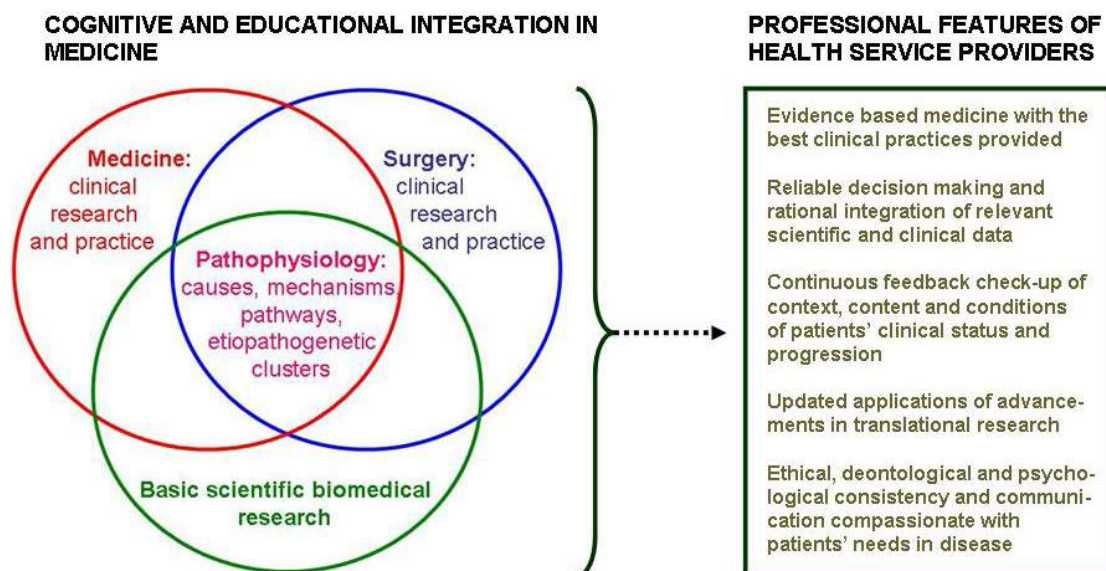 COGNITIVE AND EDUCATIONAL INTEGRATION IN
MEDICINE
Medicine:
clinical
research
and practice
Surgery:
clinical
research
and practice
Pathophysiology:
causes, mechanisms,
pathways,
etiopathogenetic
clusters
Basic scientific biomedical
research
PROFESSIONAL FEATURES OF
HEALTH SERVICE PROVIDERS
Evidence based medicine with the
best clinical practices provided
Reliable decision making and
rational integration of relevant
scientific and clinical data
Continuous feedback check-up of
context, content and conditions
of patients' clinical status and
progression
Updated applications of advance-
ments in translational research
Ethical, deontological and psycho-
logical consistency and communi-
cation compassionate with
patients' needs in disease